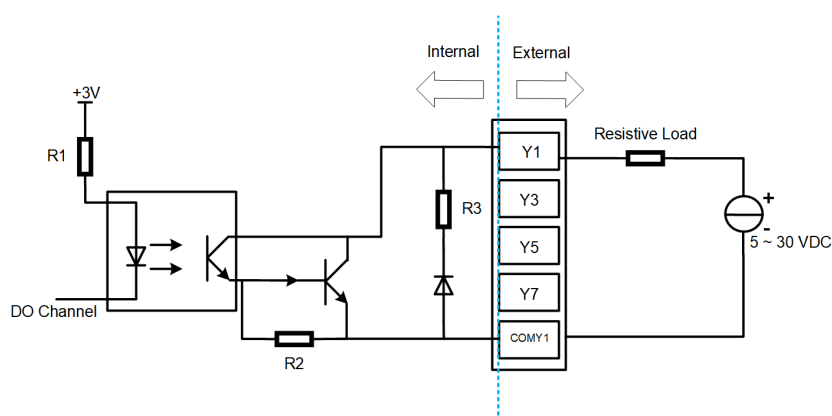 Internal
External
+3V
R1
Y1
Resistive Load
Y3
R3
+
Y5
-
5 ~ 30 VDC
Y7
DO Channel
COMY1
R2